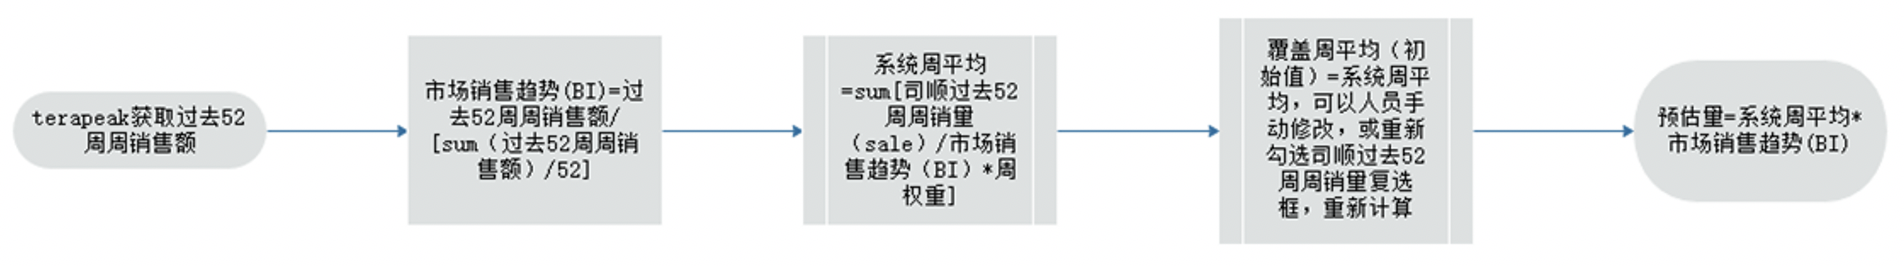 terapeak获取过去52
周周销售额
市场销售趋势(BI)=过
去52周周销售额/
[sum（过去52周周销
售额）/52]
系统周平均
=sum[司顺过去52
周周销量
（sale）/市场销
售趋势（BI）*周
权重]
覆盖周平均（初
始值）=系统周平
均，可以人员手
动修改，或重新
勾选司顺过去52
周周销量复选
框，重新计算
预估量=系统周平均*
市场销售趋势(BI)